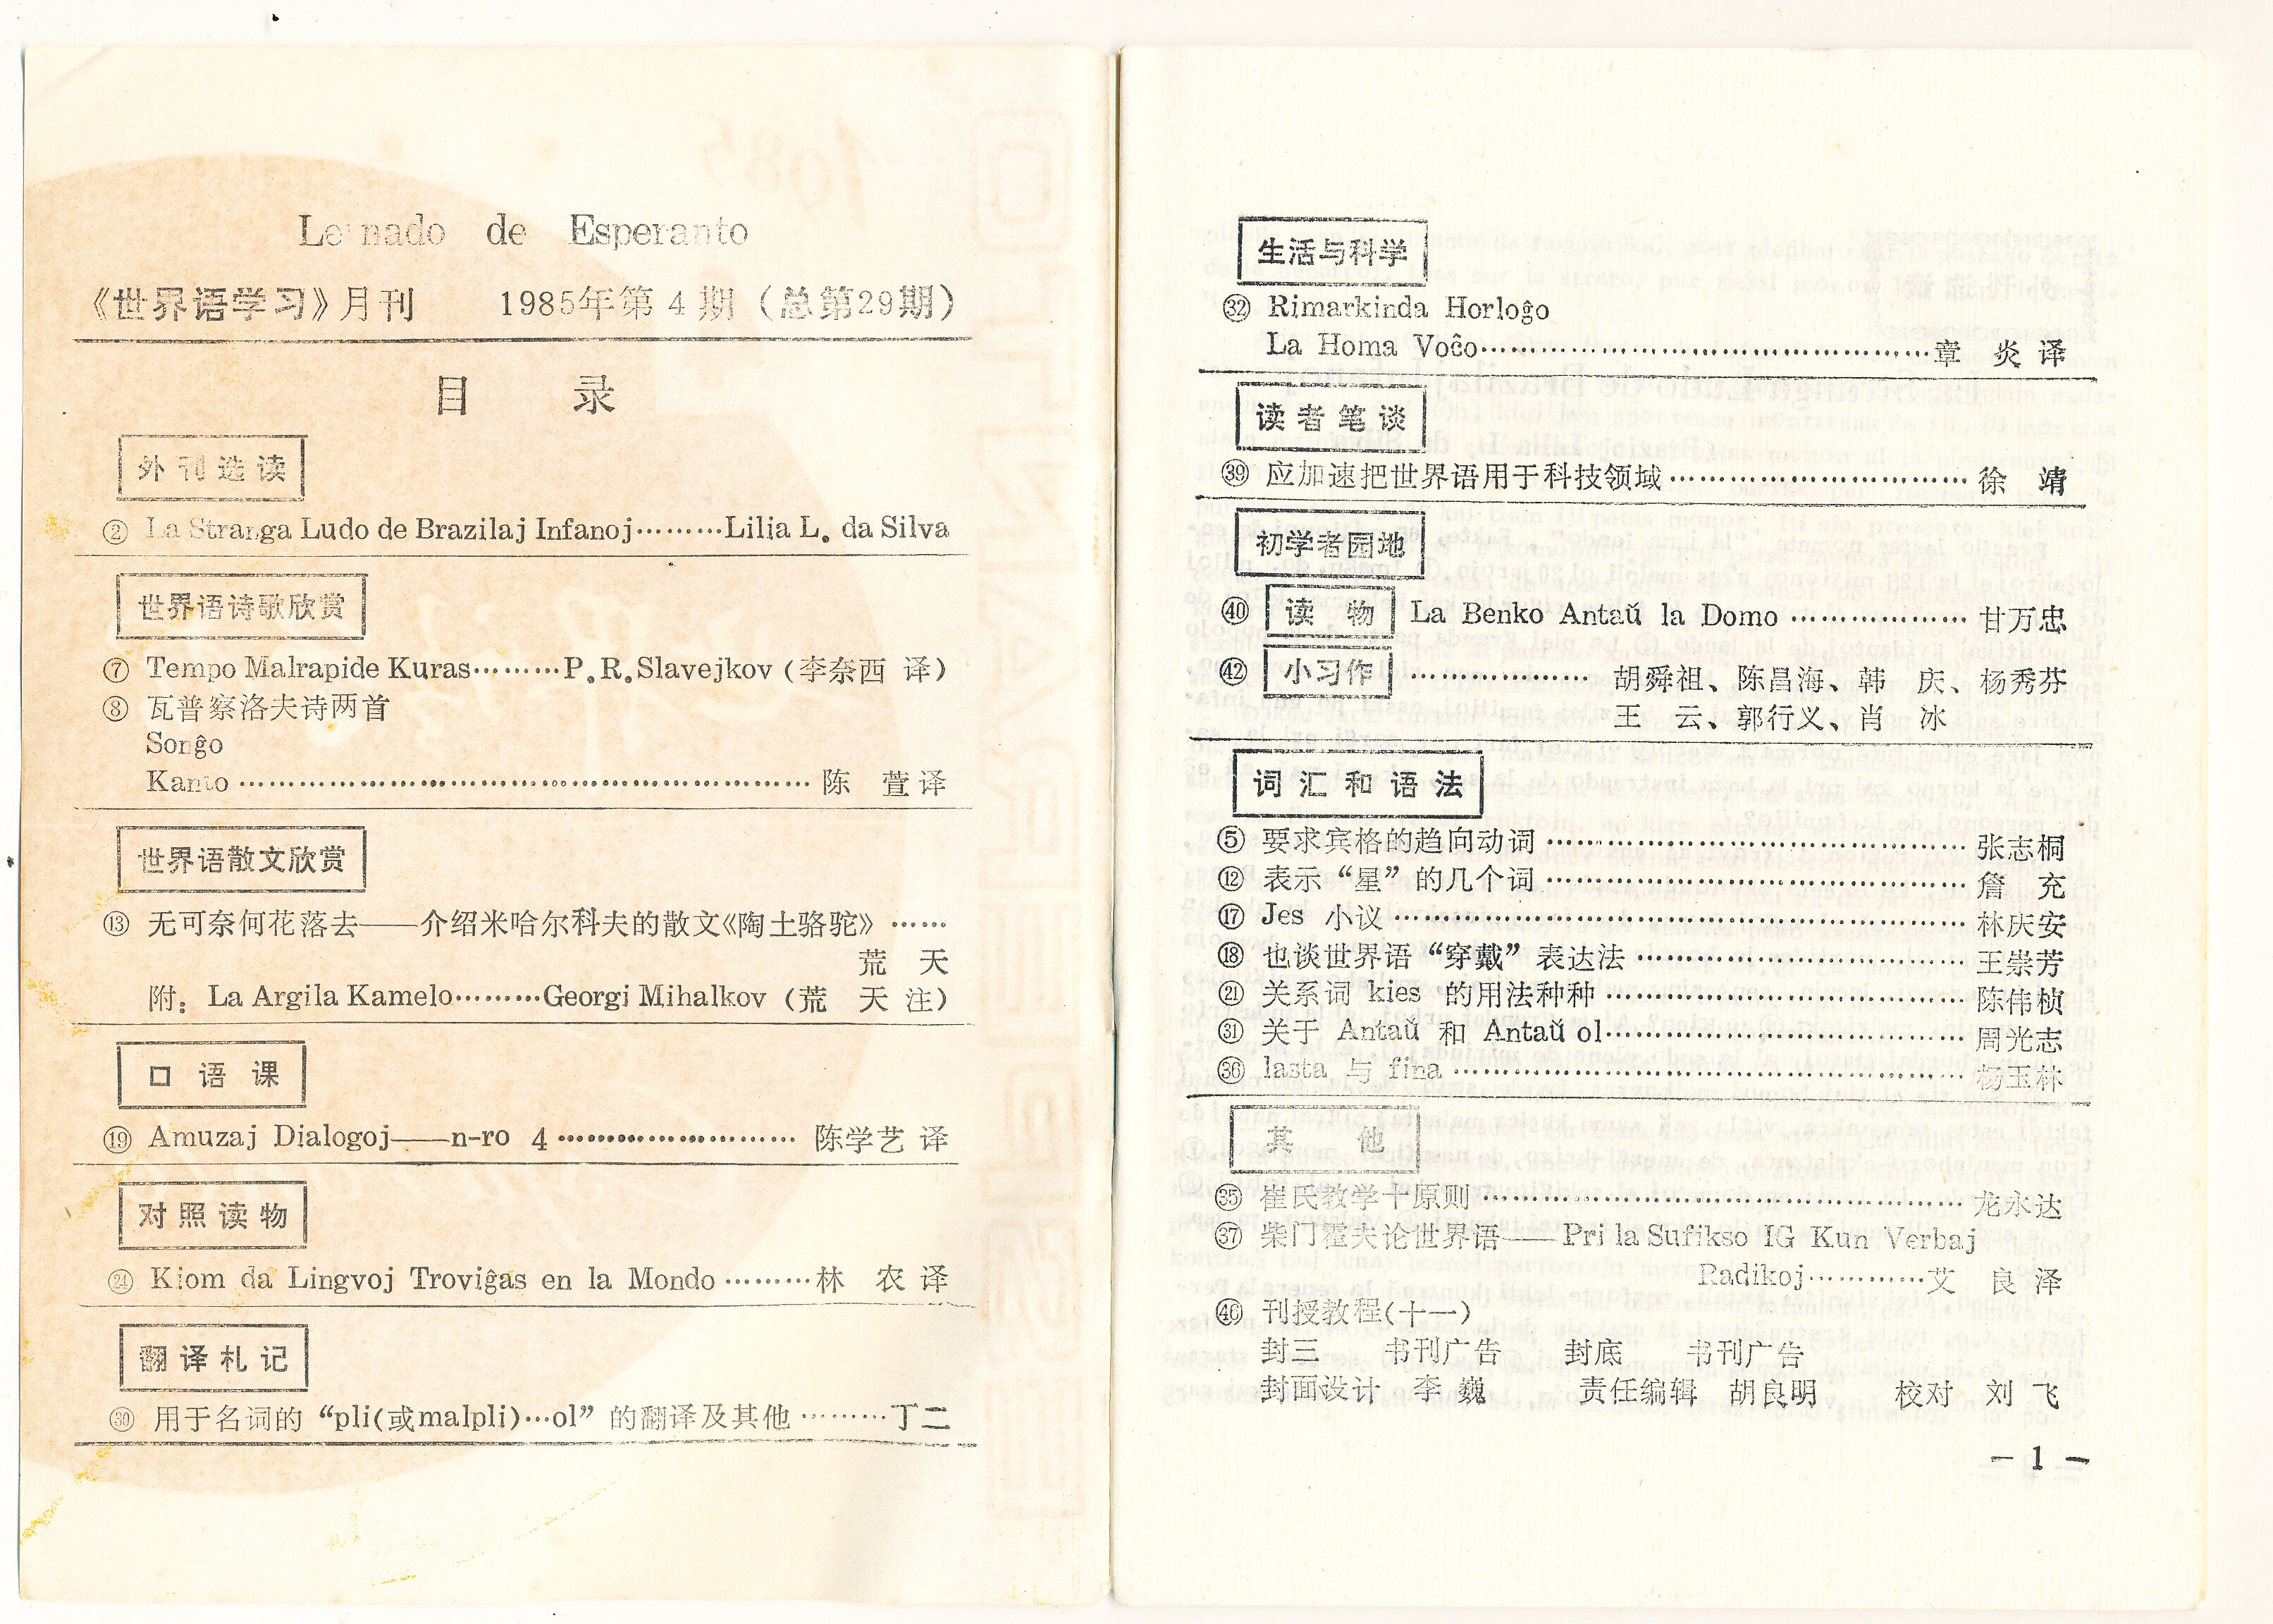 Lernado de Esperanto
《世界语学习》月刊 1985年第4期（总第29期）
目 录
外刊选读
② La Stranga Ludo de Brazilaj Infanoj………Lilia L. da Silva
世界语诗歌欣赏
⑦ Tempo Malrapide Kuras………P.R.Slavejkov (李奈西 译)
⑧ 瓦普察洛夫诗两首
Sonĝo
Kanto………………………………………………陈 萱译
世界语散文欣赏
⑬ 无可奈何花落去——介绍米哈尔科夫的散文《陶土骆驼》……
荒 天
附：La Argila Kamelo………Georgi Mihalkov (荒 天 注)
口语课
⑲ Amuzaj Dialogoj——n-ro 4……………………陈学艺 译
对照读物
㉔ Kiom da Lingvoj Troviĝas en la Mondo………林 农 译
翻译札记
㉚ 用于名词的“pli(或malpli)…ol”的翻译及其他………丁二
生活与科学
㉜ Rimarkinda Horloĝo
La Homa Voĉo………………………………………章 炎 译
读者笔谈
㊴ 应加速把世界语用于科技领域…………………………徐 靖
初学者园地
㊵ 读 物 La Benko Antaŭ la Domo………………甘万忠
㊷ 小习作………………胡舜祖、陈昌海、韩 庆、杨秀芬
王 云、郭行义、肖 冰
词汇和语法
⑤ 要求宾格的趋向动词……………………………………张志桐
⑫ 表示“星”的几个词……………………………………詹 充
⑰ Jes 小议…………………………………………………林庆安
⑱ 也谈世界语“穿戴”表达法……………………………王崇芳
㉑ 关系词 kies 的用法种种………………………………陈伟桢
㉛ 关于 Antaŭ 和 Antaŭ ol………………………………周光志
㊱ lasta 与 fina……………………………………………杨玉林
其 他
㉟ 崔氏教学十原则…………………………………………龙永达
㊲ 柴门霍夫论世界语——Pri la Sufikso IG Kun Verbaj
Radikoj…………艾 良 泽
㊻ 刊授教程(十一)
封三 书刊广告 封底 书刊广告
封面设计 李 巍 责任编辑 胡良明 校对 刘 飞
— 1 —